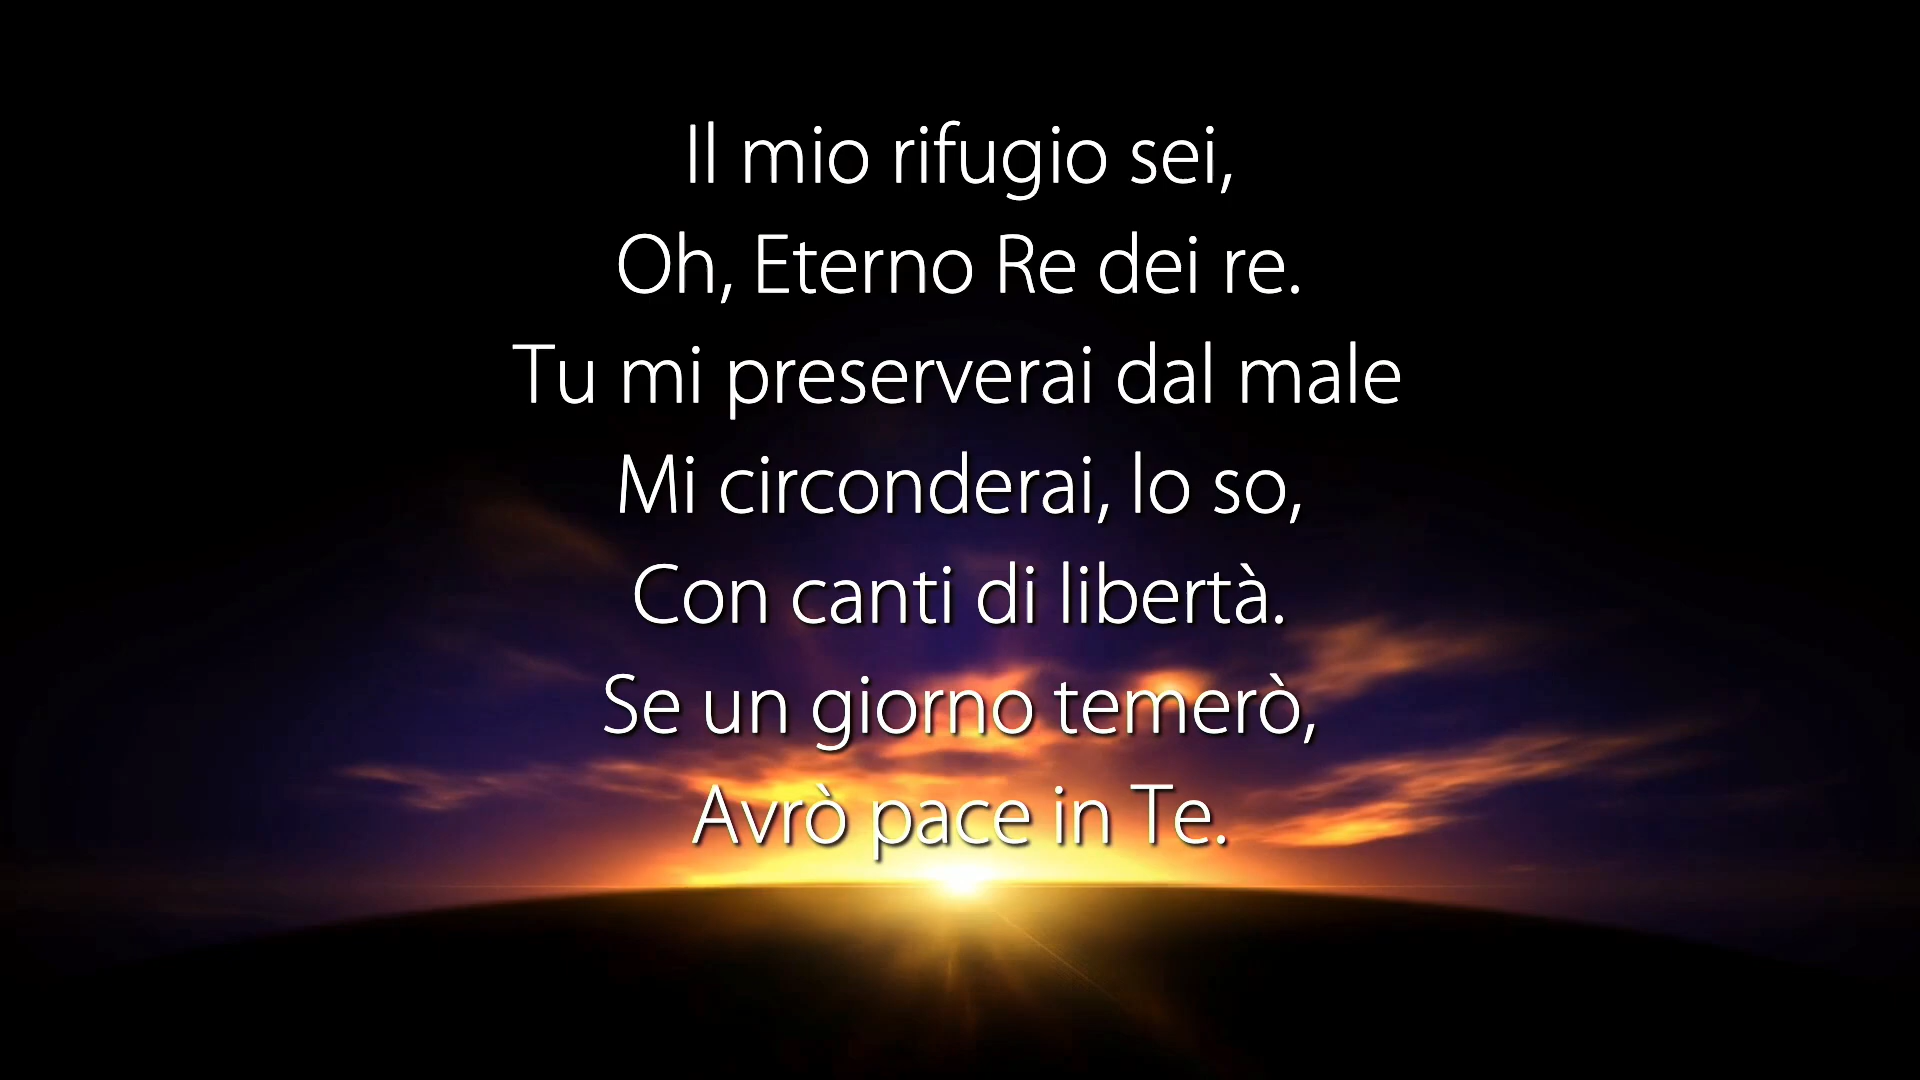 Il mio rifugio sei,
Oh, Eterno Re dei re.
Tu mi preserverai dal male
Mi circonderai, lo so,
Con canti di libertà.
Se un giorno temerò,
Avrò pace in Te.